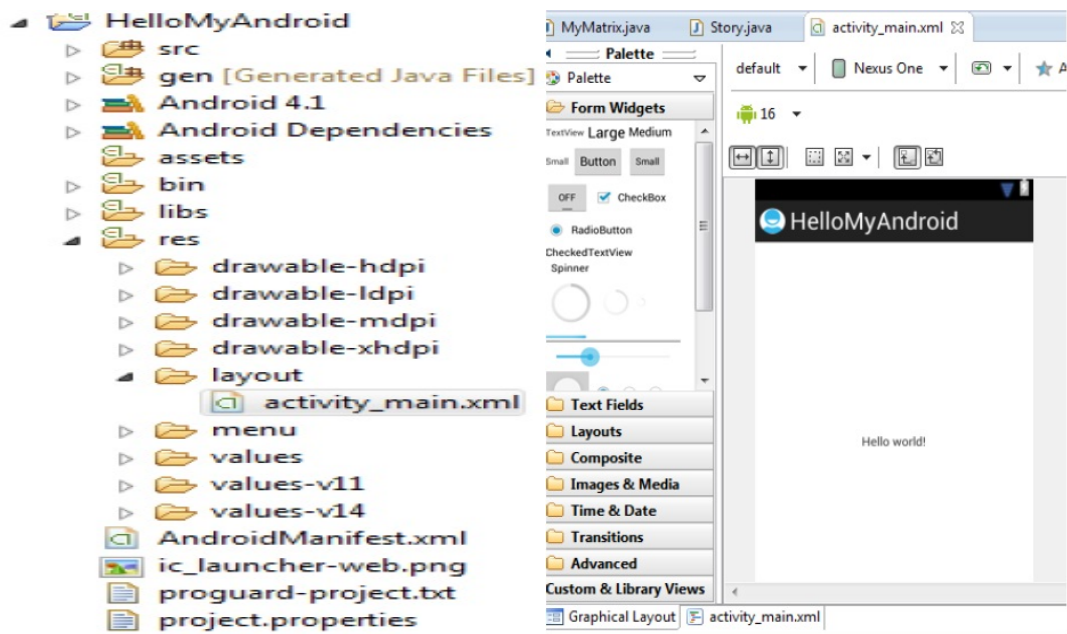 HelloMyAndroid
src
gen [Generated Java Files]
Android 4.1
Android Dependencies
assets
bin
libs
res
drawable-hdpi
drawable-ldpi
drawable-mdpi
drawable-xhdpi
layout
activity_main.xml
menu
values
values-v11
values-v14
AndroidManifest.xml
ic_launcher-web.png
proguard-project.txt
project.properties
MyMatrix.java Story.java activity_main.xml
Palette
Palette
Form Widgets
TextView Large Medium
Small Button Small
OFF CheckBox
RadioButton
CheckedTextView
Spinner
Text Fields
Layouts
Composite
Images & Media
Time & Date
Transitions
Advanced
Custom & Library Views
default Nexus One A
16
HelloMyAndroid
Hello world!
Graphical Layout activity_main.xml